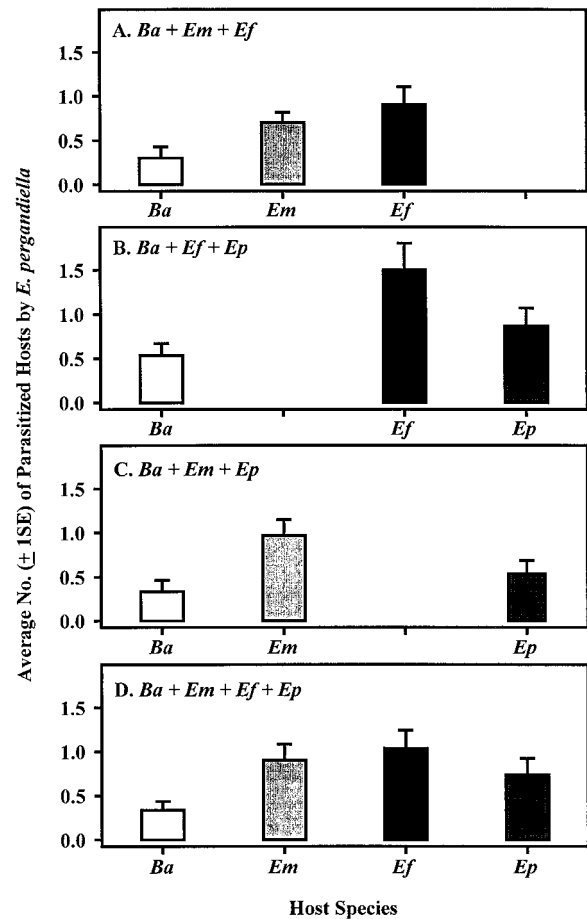 Average No. (± 1SE) of Parasitized Hosts by E. pergandiella
A. Ba + Em + Ef
1.5
1.0
0.5
0.0
Ba Em Ef
B. Ba + Ef + Ep
1.5
1.0
0.5
0.0
Ba Ef Ep
C. Ba + Em + Ep
1.5
1.0
0.5
0.0
Ba Em Ep
D. Ba + Em + Ef + Ep
1.5
1.0
0.5
0.0
Ba Em Ef Ep
Host Species